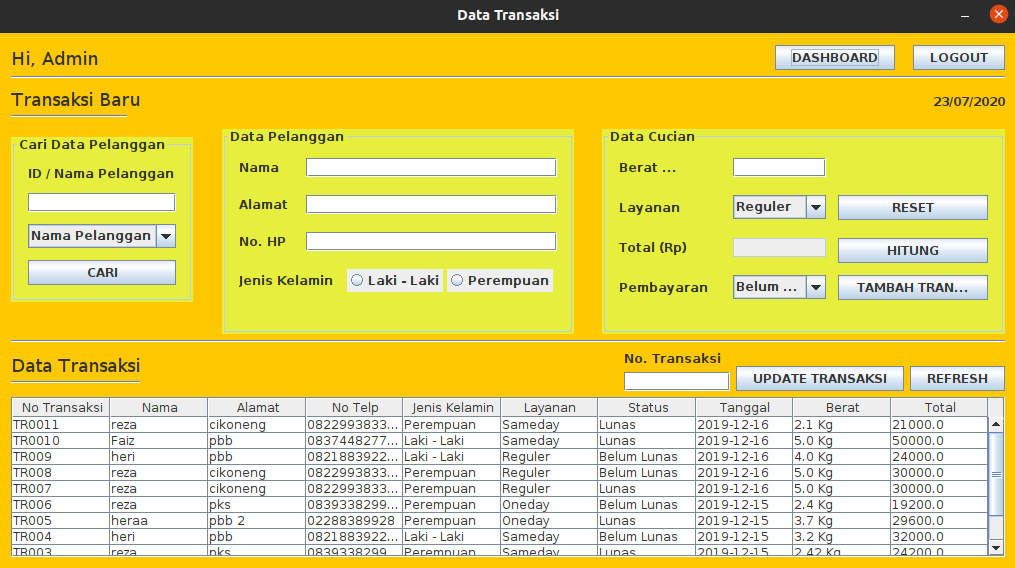 Data Transaksi
Hi, Admin
DASHBOARD LOGOUT
Transaksi Baru
23/07/2020
Cari Data Pelanggan
ID / Nama Pelanggan
Nama Pelanggan
CARI
Data Pelanggan
Nama
Alamat
No. HP
Jenis Kelamin Laki - Laki Perempuan
Data Cucian
Berat ...
Layanan Reguler RESET
Total (Rp) HITUNG
Pembayaran Belum ... TAMBAH TRAN...
Data Transaksi
No. Transaksi
UPDATE TRANSAKSI REFRESH
No Transaksi Nama Alamat No Telp Jenis Kelamin Layanan Status Tanggal Berat Total
TR0011 reza cikoneng 0822993833... Perempuan Sameday Lunas 2019-12-16 2.1 Kg 21000.0
TR0010 Faiz pbb 0837448277... Laki - Laki Sameday Lunas 2019-12-16 5.0 Kg 50000.0
TR009 heri pbb 0821883922... Laki - Laki Reguler Belum Lunas 2019-12-16 4.0 Kg 24000.0
TR008 reza cikoneng 0822993833... Perempuan Reguler Belum Lunas 2019-12-16 5.0 Kg 30000.0
TR007 reza cikoneng 0822993833... Perempuan Reguler Lunas 2019-12-16 5.0 Kg 30000.0
TR006 reza pks 0839338299... Perempuan Oneday Belum Lunas 2019-12-15 2.4 Kg 19200.0
TR005 heraa pbb 2 02288389928 Perempuan Oneday Lunas 2019-12-15 3.7 Kg 29600.0
TR004 heri pbb 0821883922... Laki - Laki Sameday Belum Lunas 2019-12-15 3.2 Kg 32000.0
TR003 reza pks 0839338299... Perempuan Sameday Lunas 2019-12-15 2.42 Kg 24200.0